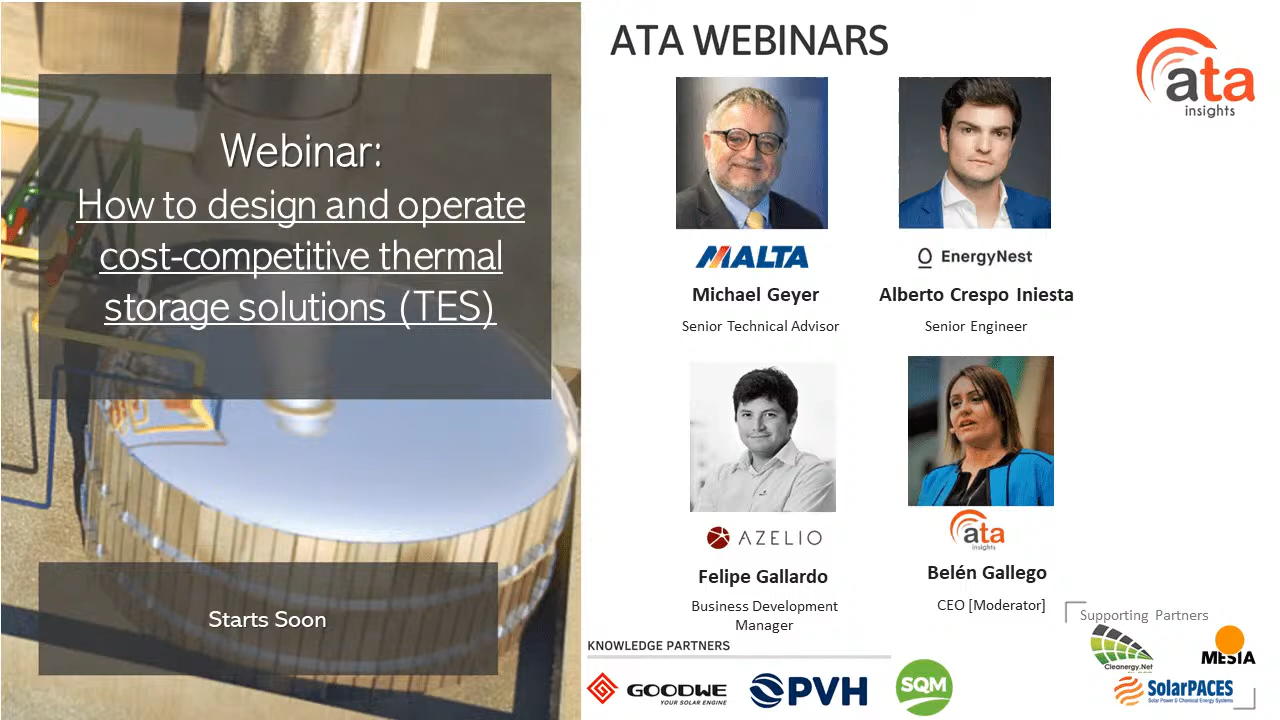 Webinar:
How to design and operate
cost-competitive thermal
storage solutions (TES)
Starts Soon
ATA WEBINARS
ata
insights
MALTA
Michael Geyer
Senior Technical Advisor
EnergyNest
Alberto Crespo Iniesta
Senior Engineer
AZELIO
Felipe Gallardo
Business Development
Manager
ata
insights
Belén Gallego
CEO [Moderator]
KNOWLEDGE PARTNERS
GOODWE
YOUR SOLAR ENGINE
PVH
SQM
Supporting Partners
Cleanergy.Net
MESIA
SolarPACES
Solar Power & Chemical Energy Systems